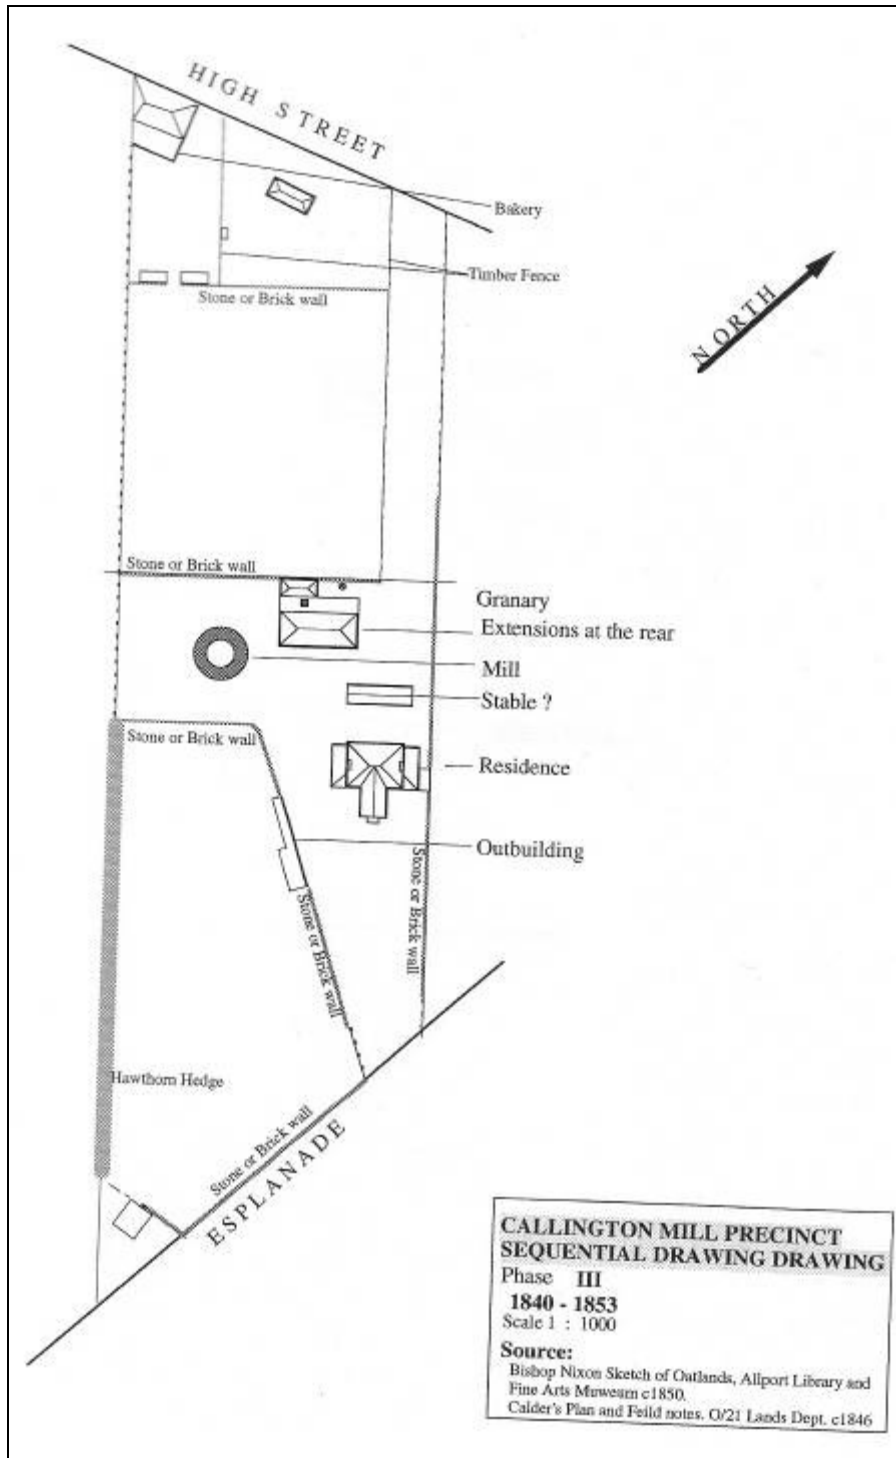 HIGH STREET
Bakery
Timber Fence
Stone or Brick wall
NORTH
Stone or Brick wall
Granary
Extensions at the rear
Mill
Stable ?
Stone or Brick wall
Residence
Outbuilding
Stone or Brick wall
Stone or Brick wall
Hawthorn Hedge
Stone or Brick wall
ESPLANADE
CALLINGTON MILL PRECINCT
SEQUENTIAL DRAWING DRAWING
Phase III
1840 - 1853
Scale 1 : 1000
Source:
Bishop Nixon Sketch of Oatlands, Allport Library and
Fine Arts Muweum c1850.
Calder's Plan and Feild notes. O/21 Lands Dept. c1846